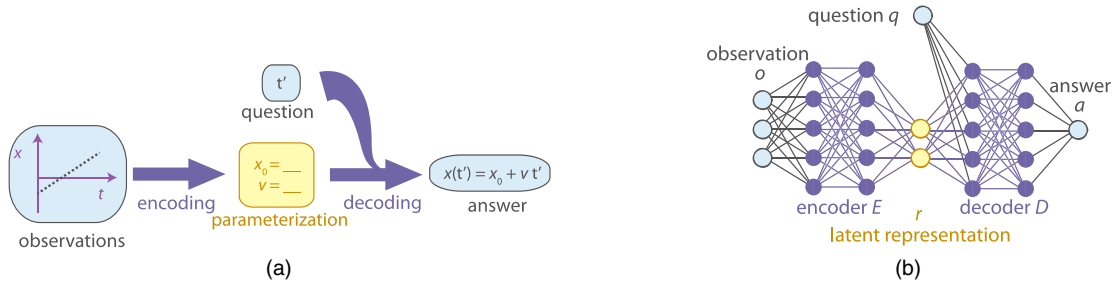 x
t
observations
encoding
t'
question
x₀ = __
v = __
parameterization
decoding
x(t') = x₀ + v t'
answer
(a)
question q
observation
o
answer
a
encoder E
r
decoder D
latent representation
(b)